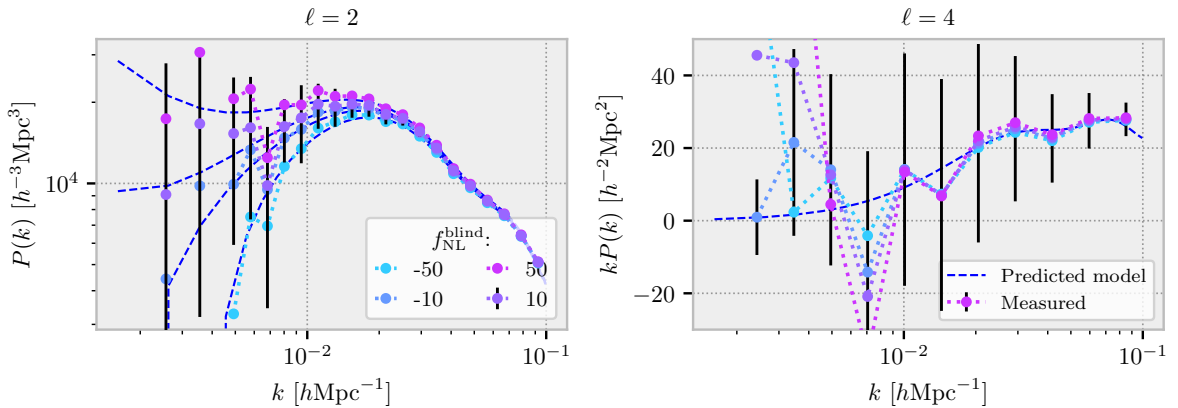 ℓ = 2
P(k) [h⁻³Mpc³]
10⁴
f_NL^blind:
-50
50
-10
10
10⁻²
10⁻¹
k [hMpc⁻¹]
ℓ = 4
kP(k) [h⁻²Mpc²]
40
20
0
−20
Predicted model
Measured
10⁻²
10⁻¹
k [hMpc⁻¹]